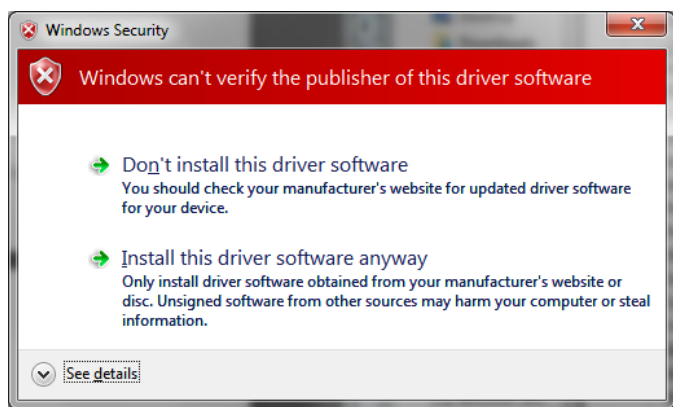 Windows Security
Windows can't verify the publisher of this driver software
Don't install this driver software
You should check your manufacturer's website for updated driver software
for your device.
Install this driver software anyway
Only install driver software obtained from your manufacturer's website or
disc. Unsigned software from other sources may harm your computer or steal
information.
See details